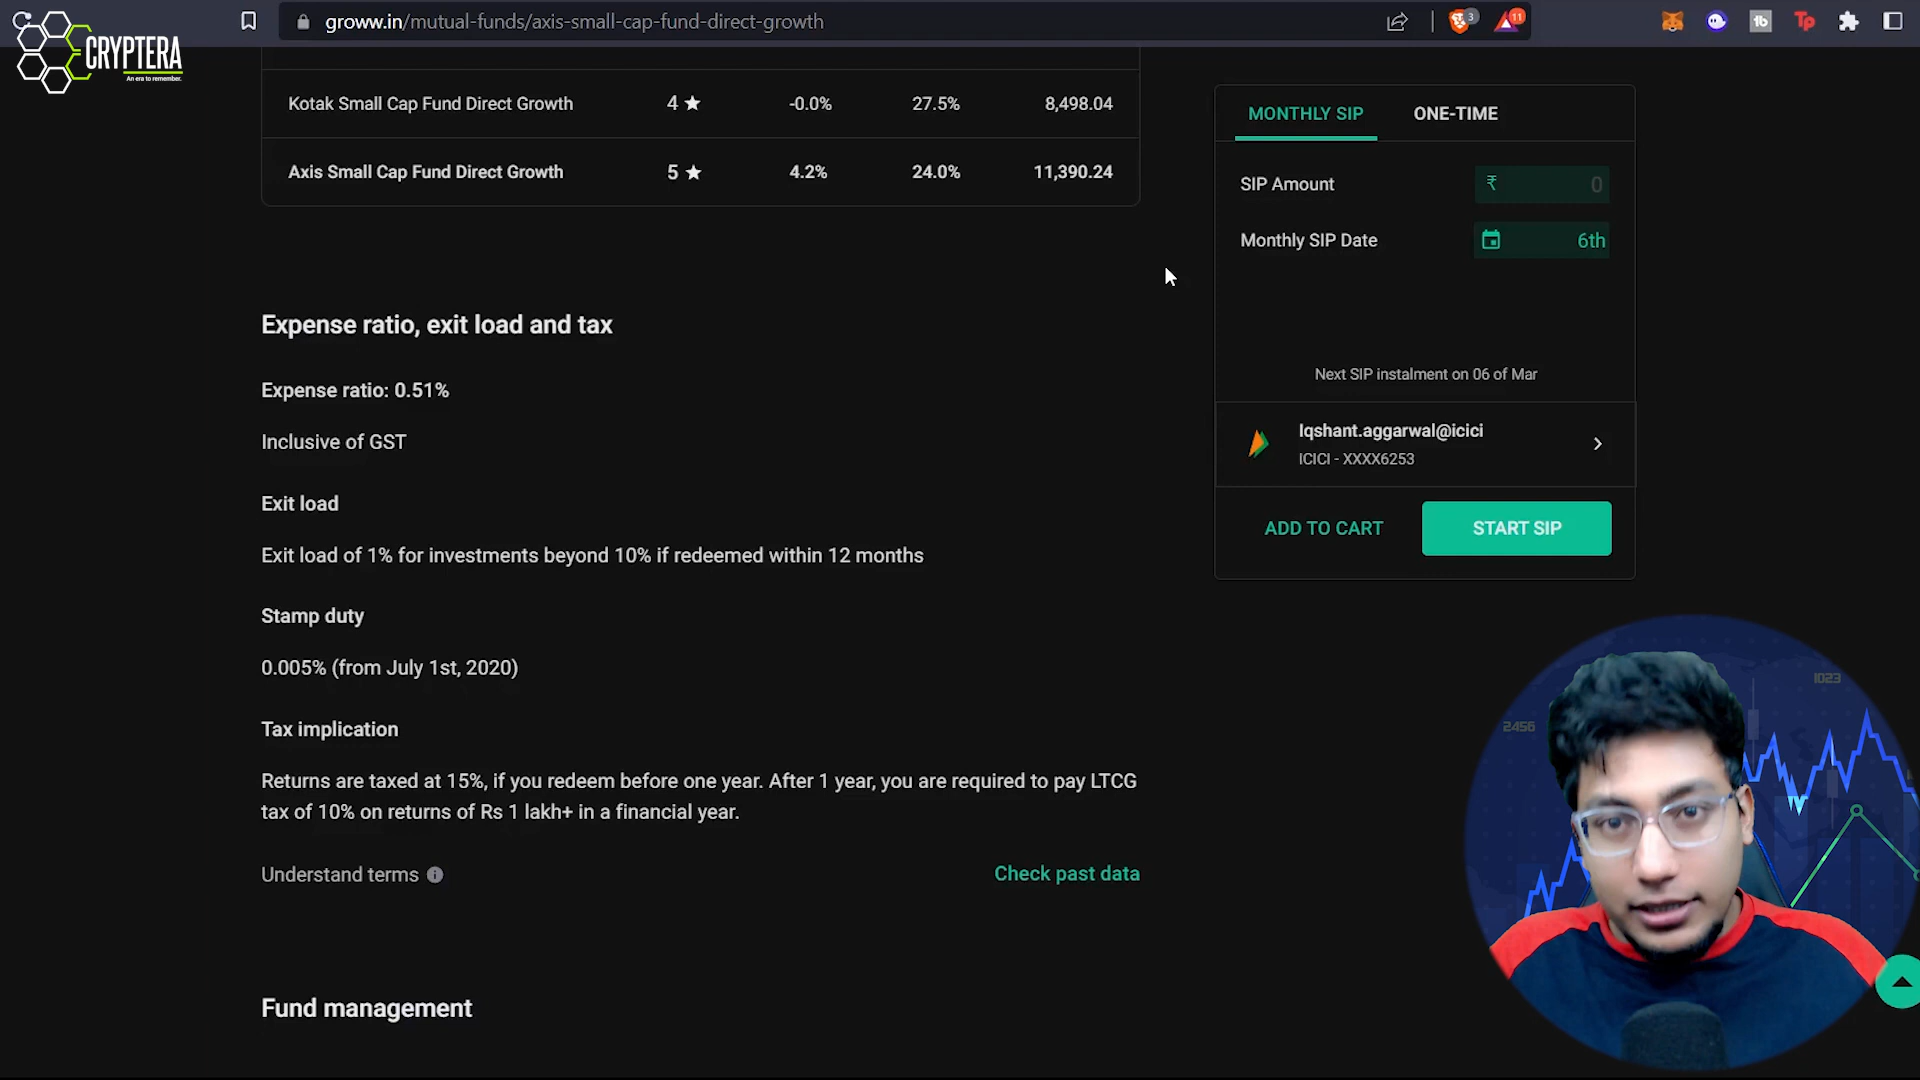 groww.in/mutual-funds/axis-small-cap-fund-direct-growth
3
11
1b
Tp
CRYPTERA
An era to remember.
Kotak Small Cap Fund Direct Growth 4 ★ -0.0% 27.5% 8,498.04
Axis Small Cap Fund Direct Growth 5 ★ 4.2% 24.0% 11,390.24
MONTHLY SIP ONE-TIME
SIP Amount ₹ 0
Monthly SIP Date 6th
Next SIP instalment on 06 of Mar
lqshant.aggarwal@icici
ICICI - XXXX6253
ADD TO CART START SIP
Expense ratio, exit load and tax
Expense ratio: 0.51%
Inclusive of GST
Exit load
Exit load of 1% for investments beyond 10% if redeemed within 12 months
Stamp duty
0.005% (from July 1st, 2020)
Tax implication
Returns are taxed at 15%, if you redeem before one year. After 1 year, you are required to pay LTCG
tax of 10% on returns of Rs 1 lakh+ in a financial year.
Understand terms Check past data
Fund management
1023
2456